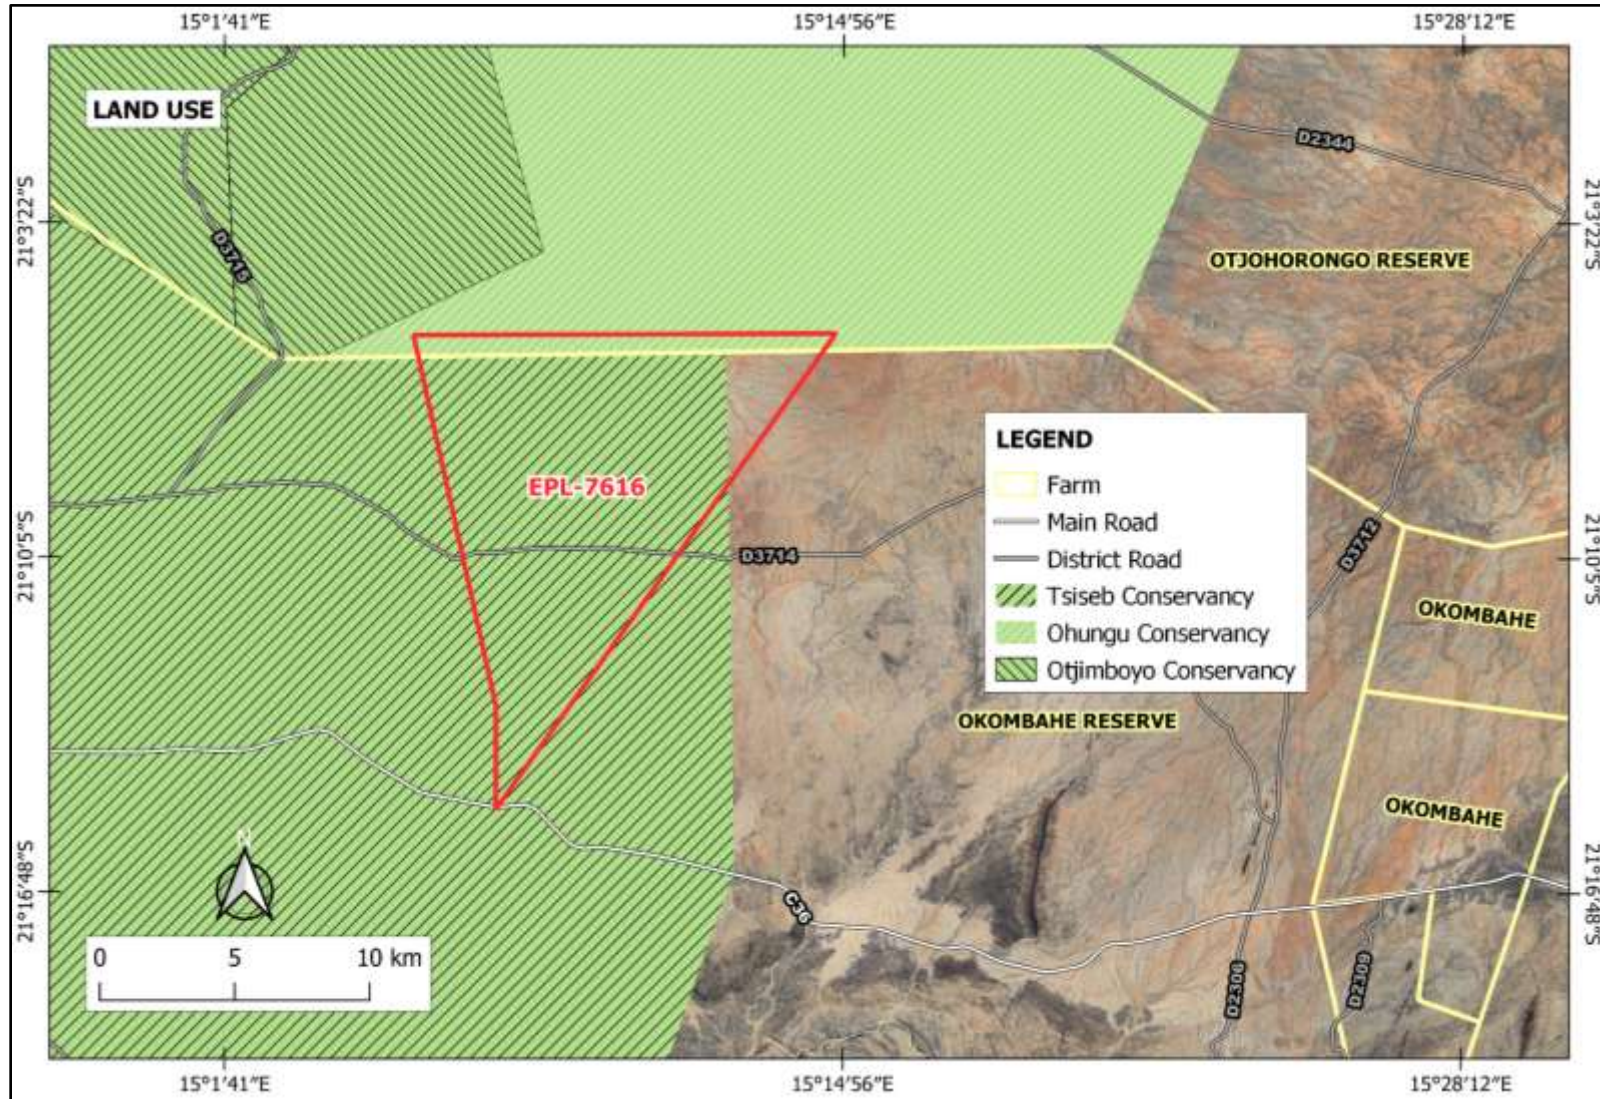 15°1′41″E
15°14′56″E
15°28′12″E
LAND USE
D2344
21°3′22″S
21°3′22″S
D3715
OTJOHORONGO RESERVE
LEGEND
Farm
Main Road
District Road
Tsiseb Conservancy
Ohungu Conservancy
Otjimboyo Conservancy
EPL-7616
D3714
D3712
21°10′5″S
21°10′5″S
OKOMBAHE
OKOMBAHE RESERVE
OKOMBAHE
N
21°16′48″S
21°16′48″S
C36
0 5 10 km
D2306
D2309
15°1′41″E
15°14′56″E
15°28′12″E